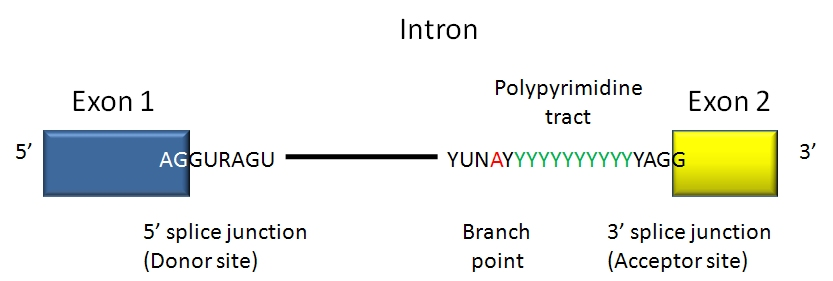 Intron
Polypyrimidine
tract
Exon 1
Exon 2
5’
AGGURAGU
YUNAYYYYYYYYYYYYYAGG
3’
5’ splice junction
(Donor site)
Branch
point
3’ splice junction
(Acceptor site)